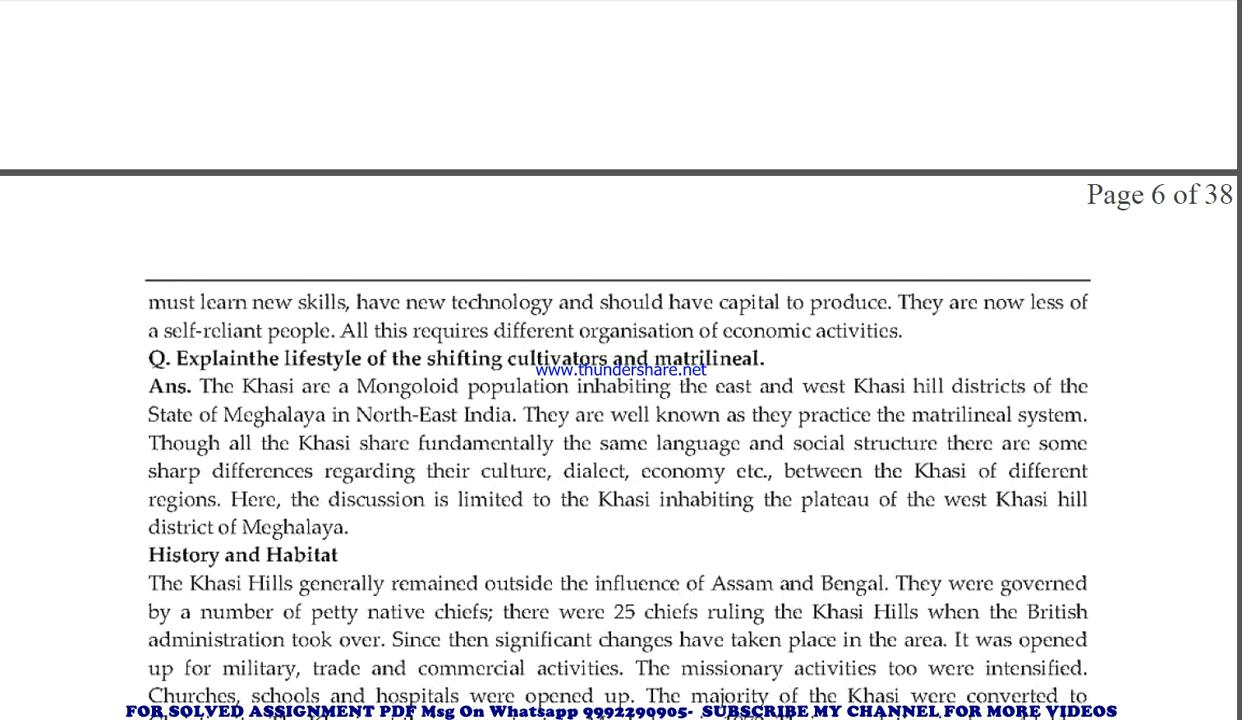 Page 6 of 38
must learn new skills, have new technology and should have capital to produce. They are now less of
a self-reliant people. All this requires different organisation of economic activities.
Q. Explainthe lifestyle of the shifting cultivators and matrilineal.
www.thundershare.net
Ans. The Khasi are a Mongoloid population inhabiting the east and west Khasi hill districts of the
State of Meghalaya in North-East India. They are well known as they practice the matrilineal system.
Though all the Khasi share fundamentally the same language and social structure there are some
sharp differences regarding their culture, dialect, economy etc., between the Khasi of different
regions. Here, the discussion is limited to the Khasi inhabiting the plateau of the west Khasi hill
district of Meghalaya.
History and Habitat
The Khasi Hills generally remained outside the influence of Assam and Bengal. They were governed
by a number of petty native chiefs; there were 25 chiefs ruling the Khasi Hills when the British
administration took over. Since then significant changes have taken place in the area. It was opened
up for military, trade and commercial activities. The missionary activities too were intensified.
Churches, schools and hospitals were opened up. The majority of the Khasi were converted to
FOR SOLVED ASSIGNMENT PDF Msg On Whatsapp 9992290905- SUBSCRIBE MY CHANNEL FOR MORE VIDEOS